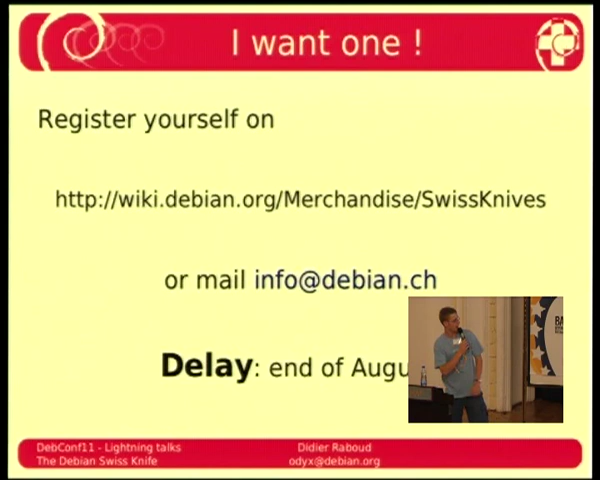 I want one !
Register yourself on
http://wiki.debian.org/Merchandise/SwissKnives
or mail info@debian.ch
Delay: end of
DebConf11 - Lightning talks
Didier Raboud
The Debian Swiss Knife
odyx@debian.org